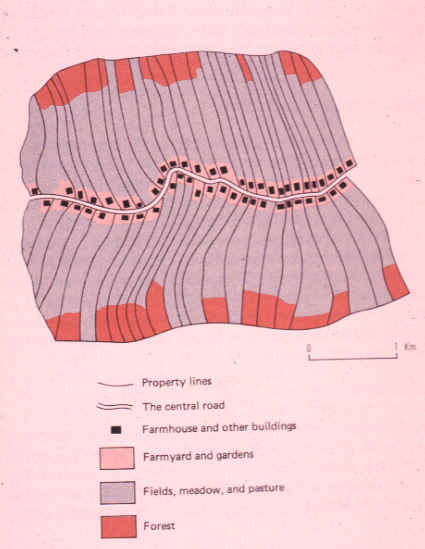 0 1 Km.
Property lines
The central road
Farmhouse and other buildings
Farmyard and gardens
Fields, meadow, and pasture
Forest